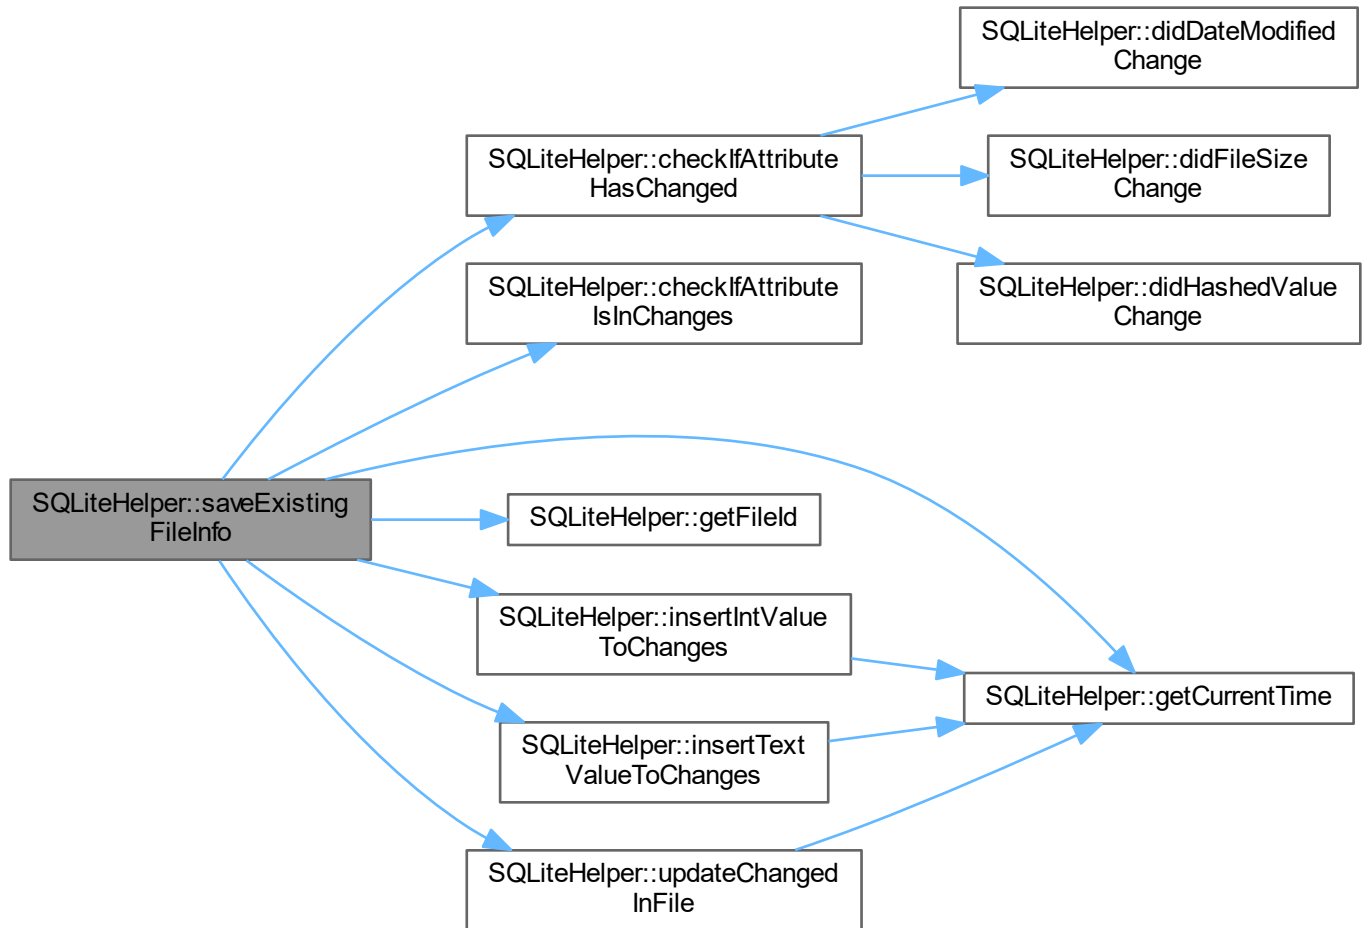 SQLiteHelper::didDateModified
Change
SQLiteHelper::checkIfAttribute
HasChanged
SQLiteHelper::didFileSize
Change
SQLiteHelper::checkIfAttribute
IsInChanges
SQLiteHelper::didHashedValue
Change
SQLiteHelper::saveExisting
FileInfo
SQLiteHelper::getFileId
SQLiteHelper::insertIntValue
ToChanges
SQLiteHelper::getCurrentTime
SQLiteHelper::insertText
ValueToChanges
SQLiteHelper::updateChanged
InFile